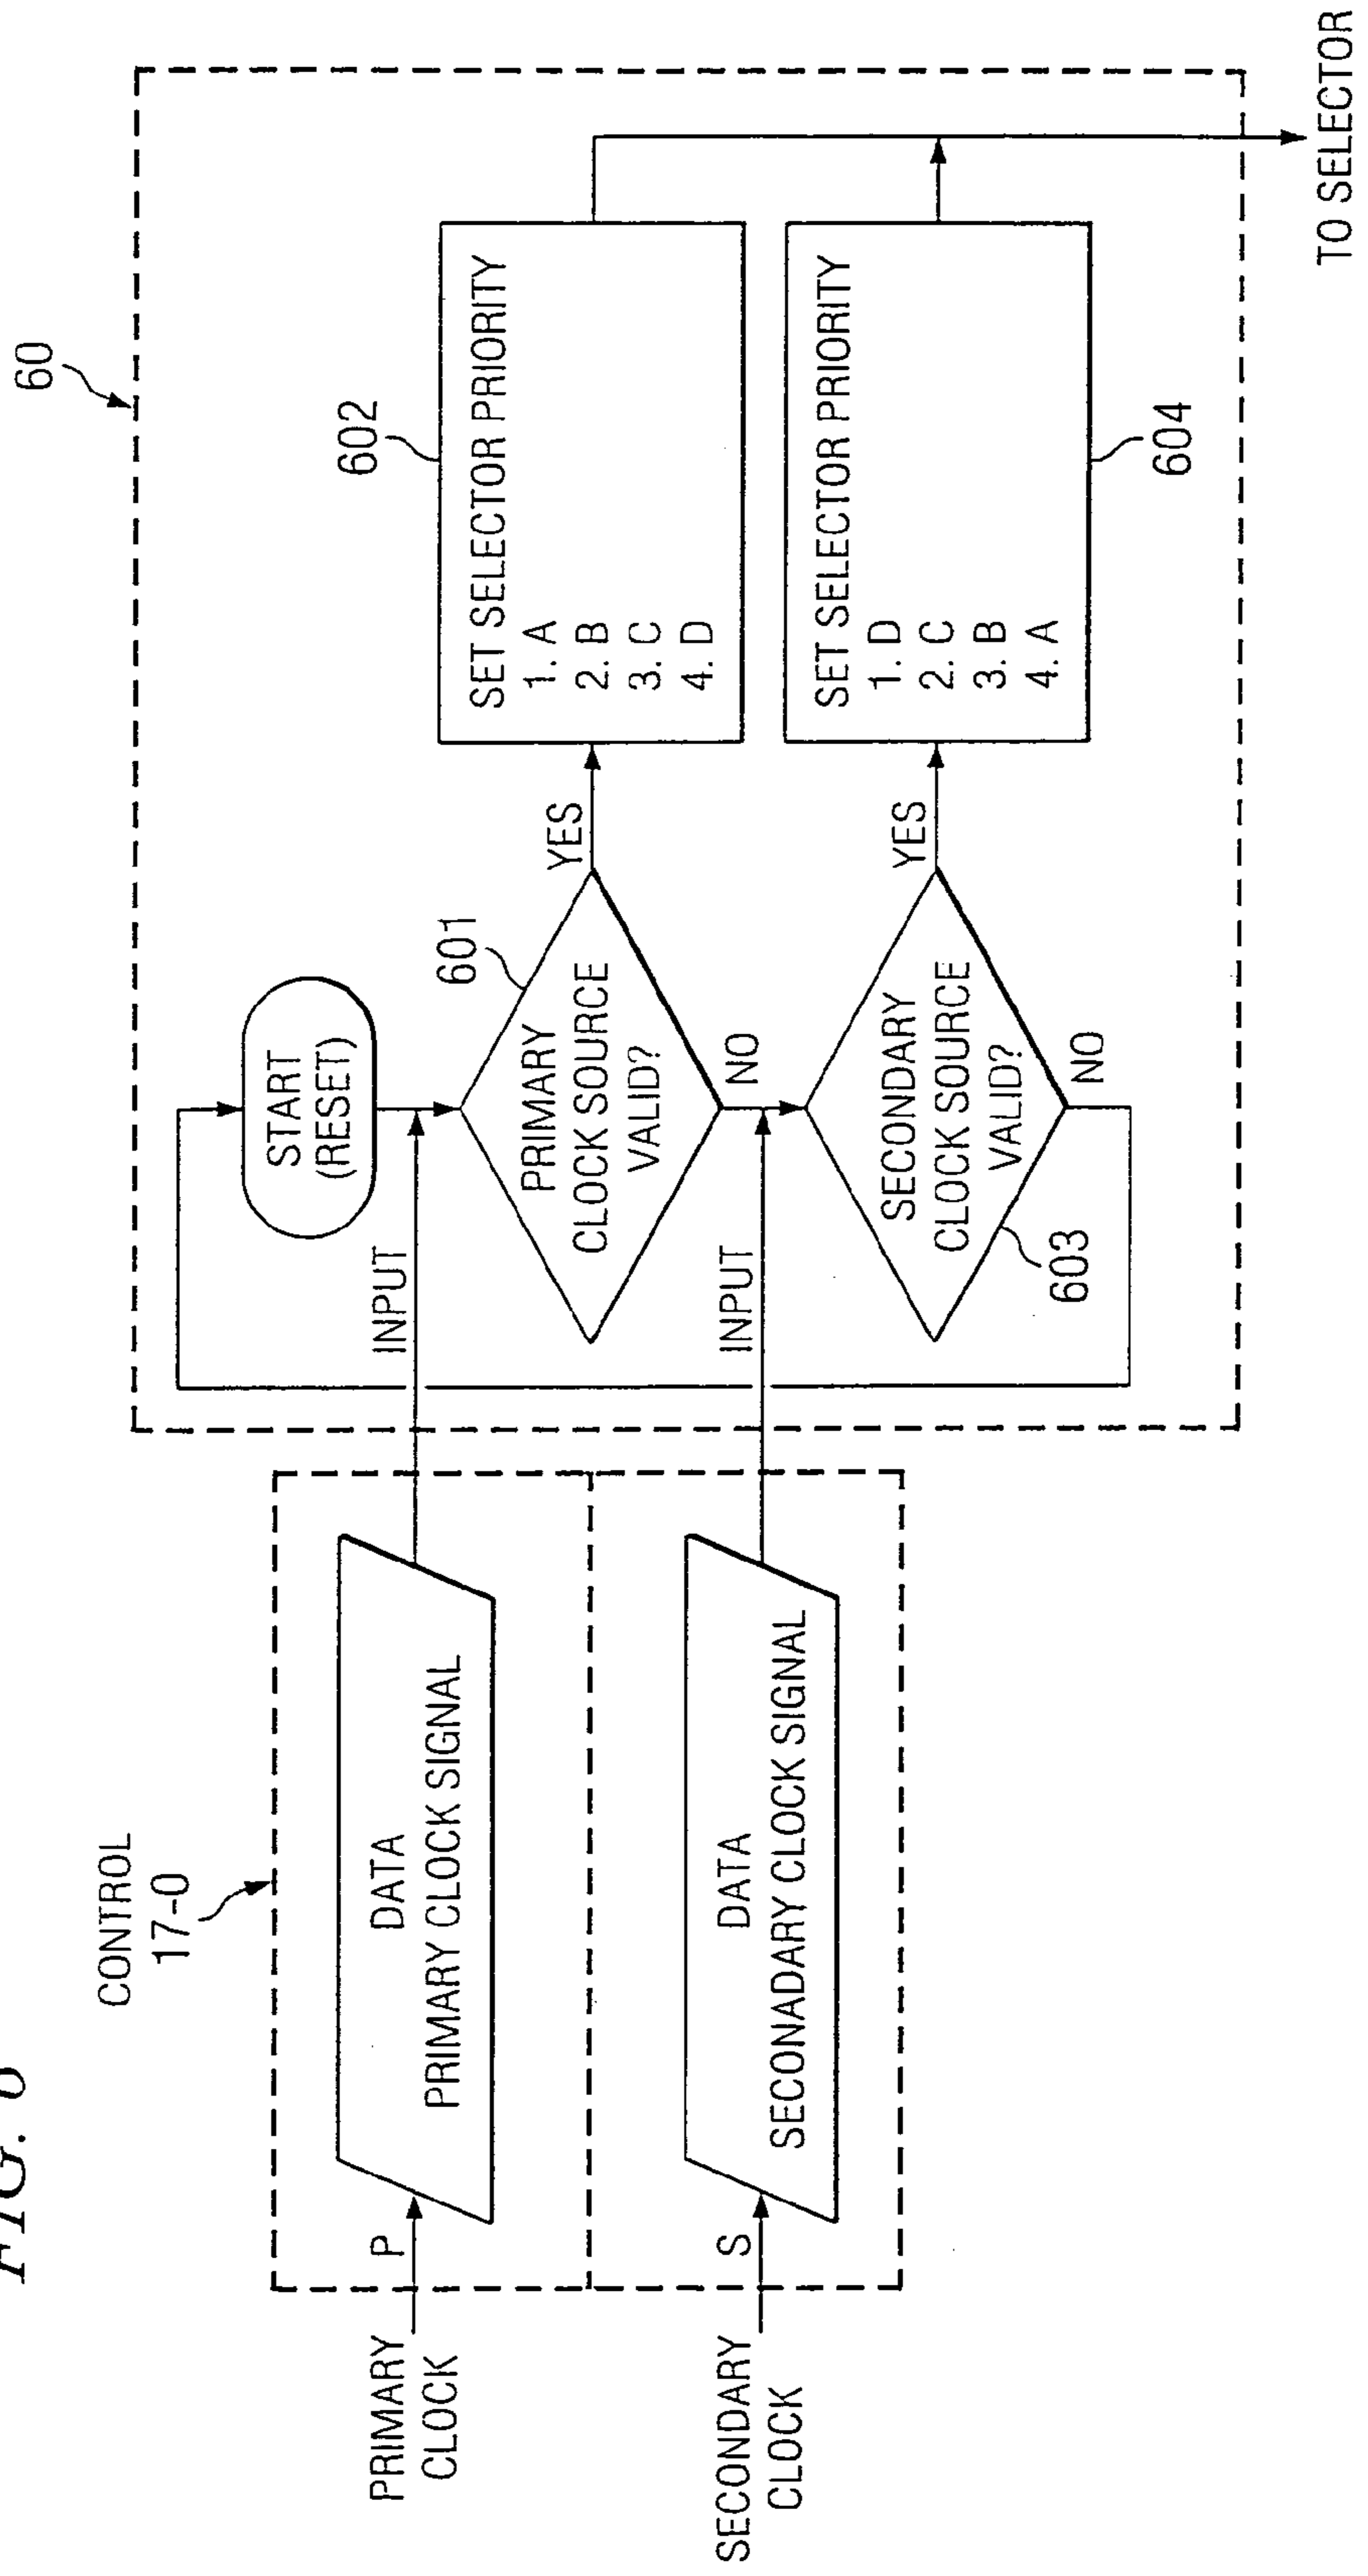 FIG. 6
CONTROL
17-0
60
PRIMARY
CLOCK
P
DATA
PRIMARY CLOCK SIGNAL
INPUT
START
(RESET)
601
PRIMARY
CLOCK SOURCE
VALID?
YES
NO
602
SET SELECTOR PRIORITY
1. A
2. B
3. C
4. D
SECONDARY
CLOCK
S
DATA
SECONADARY CLOCK SIGNAL
INPUT
SECONDARY
CLOCK SOURCE
VALID?
603
YES
NO
SET SELECTOR PRIORITY
1. D
2. C
3. B
4. A
604
TO SELECTOR